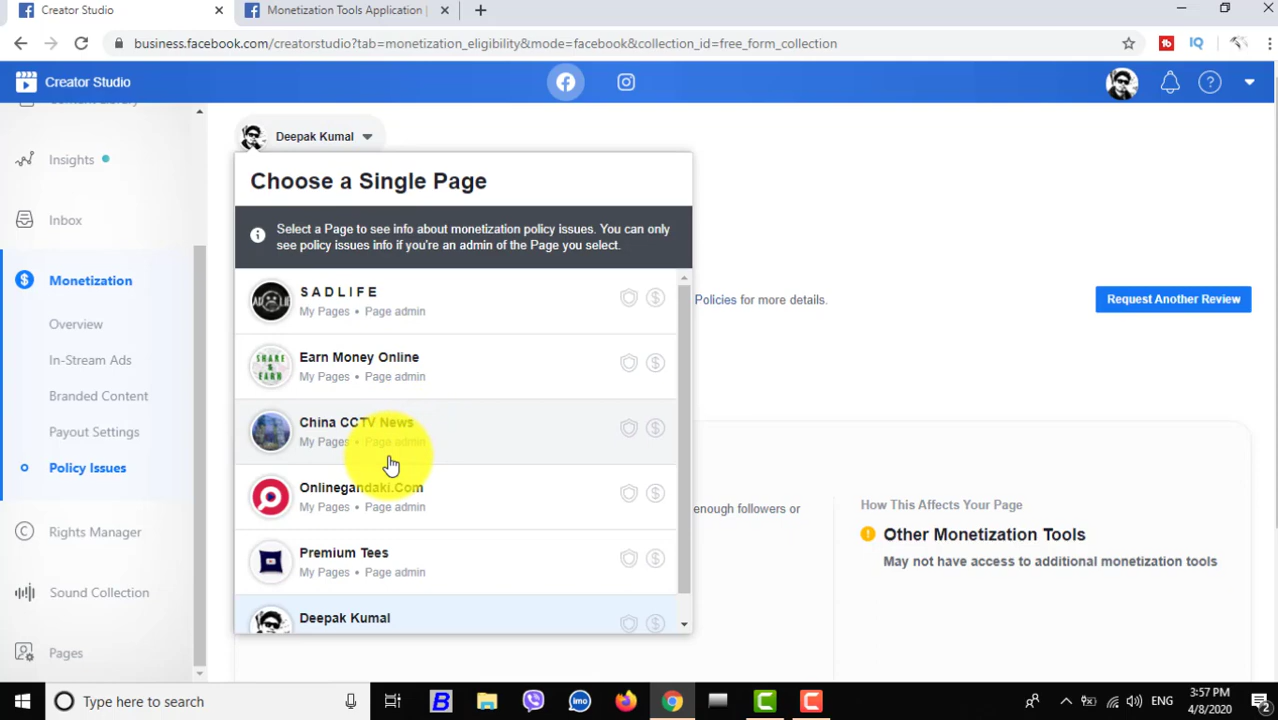 Creator Studio
Monetization Tools Application |
business.facebook.com/creatorstudio?tab=monetization_eligibility&mode=facebook&collection_id=free_form_collection
Creator Studio
Content Library
Insights
Inbox
Monetization
Overview
In-Stream Ads
Branded Content
Payout Settings
Policy Issues
Rights Manager
Sound Collection
Pages
Deepak Kumal
Choose a Single Page
Select a Page to see info about monetization policy issues. You can only
see policy issues info if you're an admin of the Page you select.
S A D L I F E
My Pages • Page admin
Earn Money Online
My Pages • Page admin
China CCTV News
My Pages • Page admin
Onlinegandaki.Com
My Pages • Page admin
Premium Tees
My Pages • Page admin
Deepak Kumal
Policies for more details.
Request Another Review
enough followers or
How This Affects Your Page
Other Monetization Tools
May not have access to additional monetization tools
Type here to search
ENG
3:57 PM
4/8/2020
2